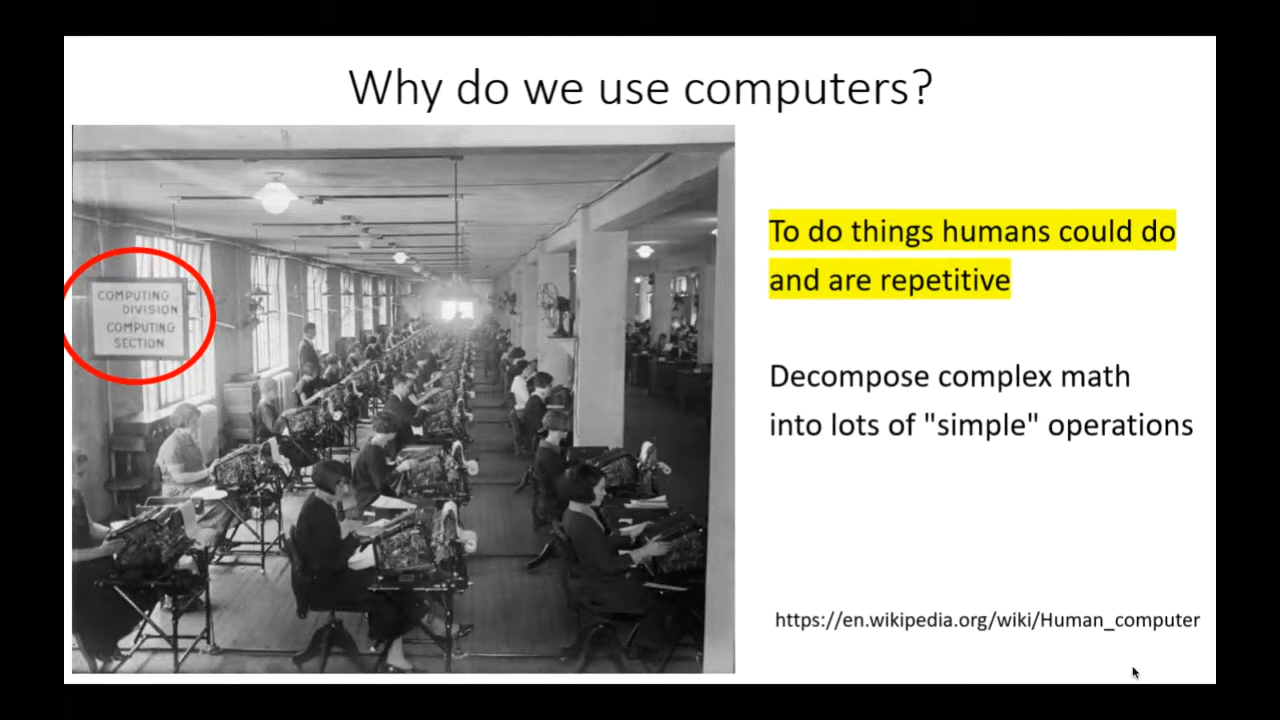 Why do we use computers?
COMPUTING
DIVISION
COMPUTING
SECTION
To do things humans could do
and are repetitive
Decompose complex math
into lots of "simple" operations
https://en.wikipedia.org/wiki/Human_computer